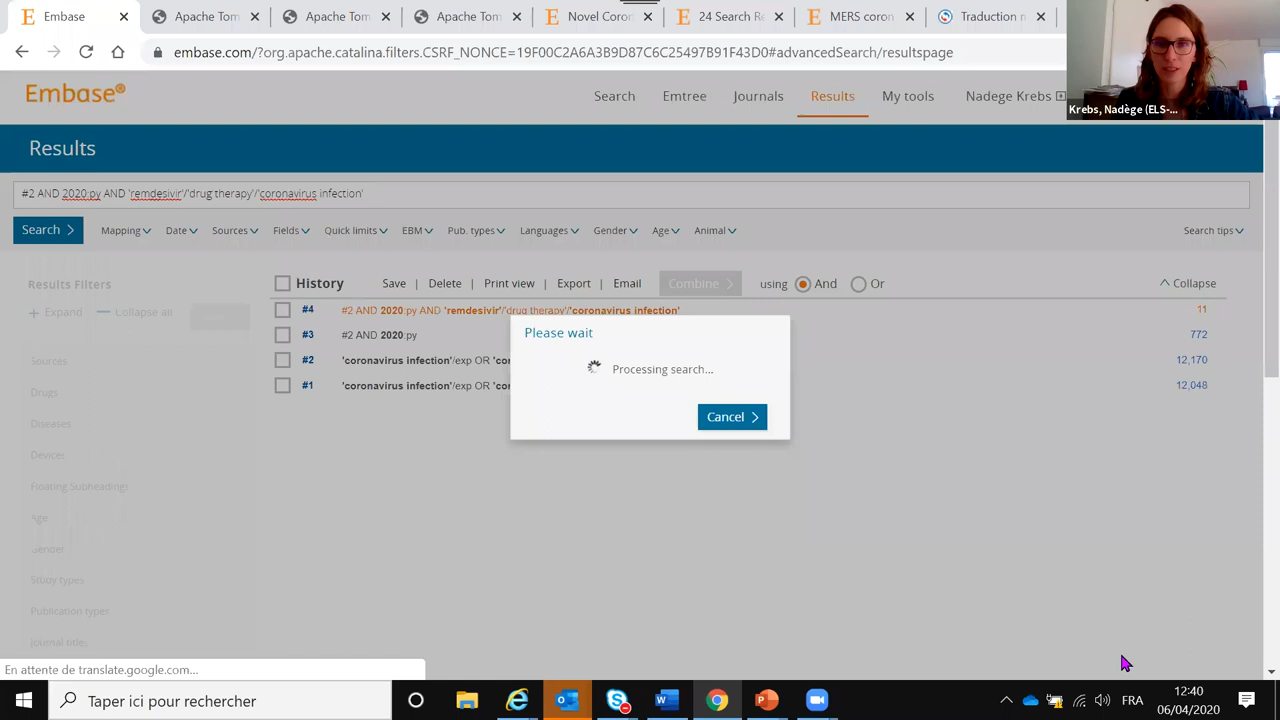 Embase
Apache Tom
Apache Tom
Apache Tom
Novel Coron
24 Search Re
MERS coron
Traduction n
embase.com/?org.apache.catalina.filters.CSRF_NONCE=19F00C2A6A3B9D87C6C25497B91F43D0#advancedSearch/resultspage
Embase®
Search
Emtree
Journals
Results
My tools
Nadege Krebs
Krebs, Nadège (ELS-...
Results
#2 AND 2020:py AND 'remdesivir'/'drug therapy'/'coronavirus infection'
Search
Mapping
Date
Sources
Fields
Quick limits
EBM
Pub. types
Languages
Gender
Age
Animal
Search tips
Results Filters
History
Save | Delete | Print view | Export | Email
Combine
using
And
Or
Collapse
+ Expand
Collapse all
#4 #2 AND 2020:py AND 'remdesivir'/'drug therapy'/'coronavirus infection' 11
#3 #2 AND 2020:py 772
#2 'coronavirus infection'/exp OR 'cor 12,170
#1 'coronavirus infection'/exp OR 'cor 12,048
Please wait
Processing search...
Cancel
Sources
Drugs
Diseases
Devices
Floating Subheadings
Age
Gender
Study types
Publication types
Journal titles
En attente de translate.google.com...
Taper ici pour rechercher
FRA
12:40
06/04/2020